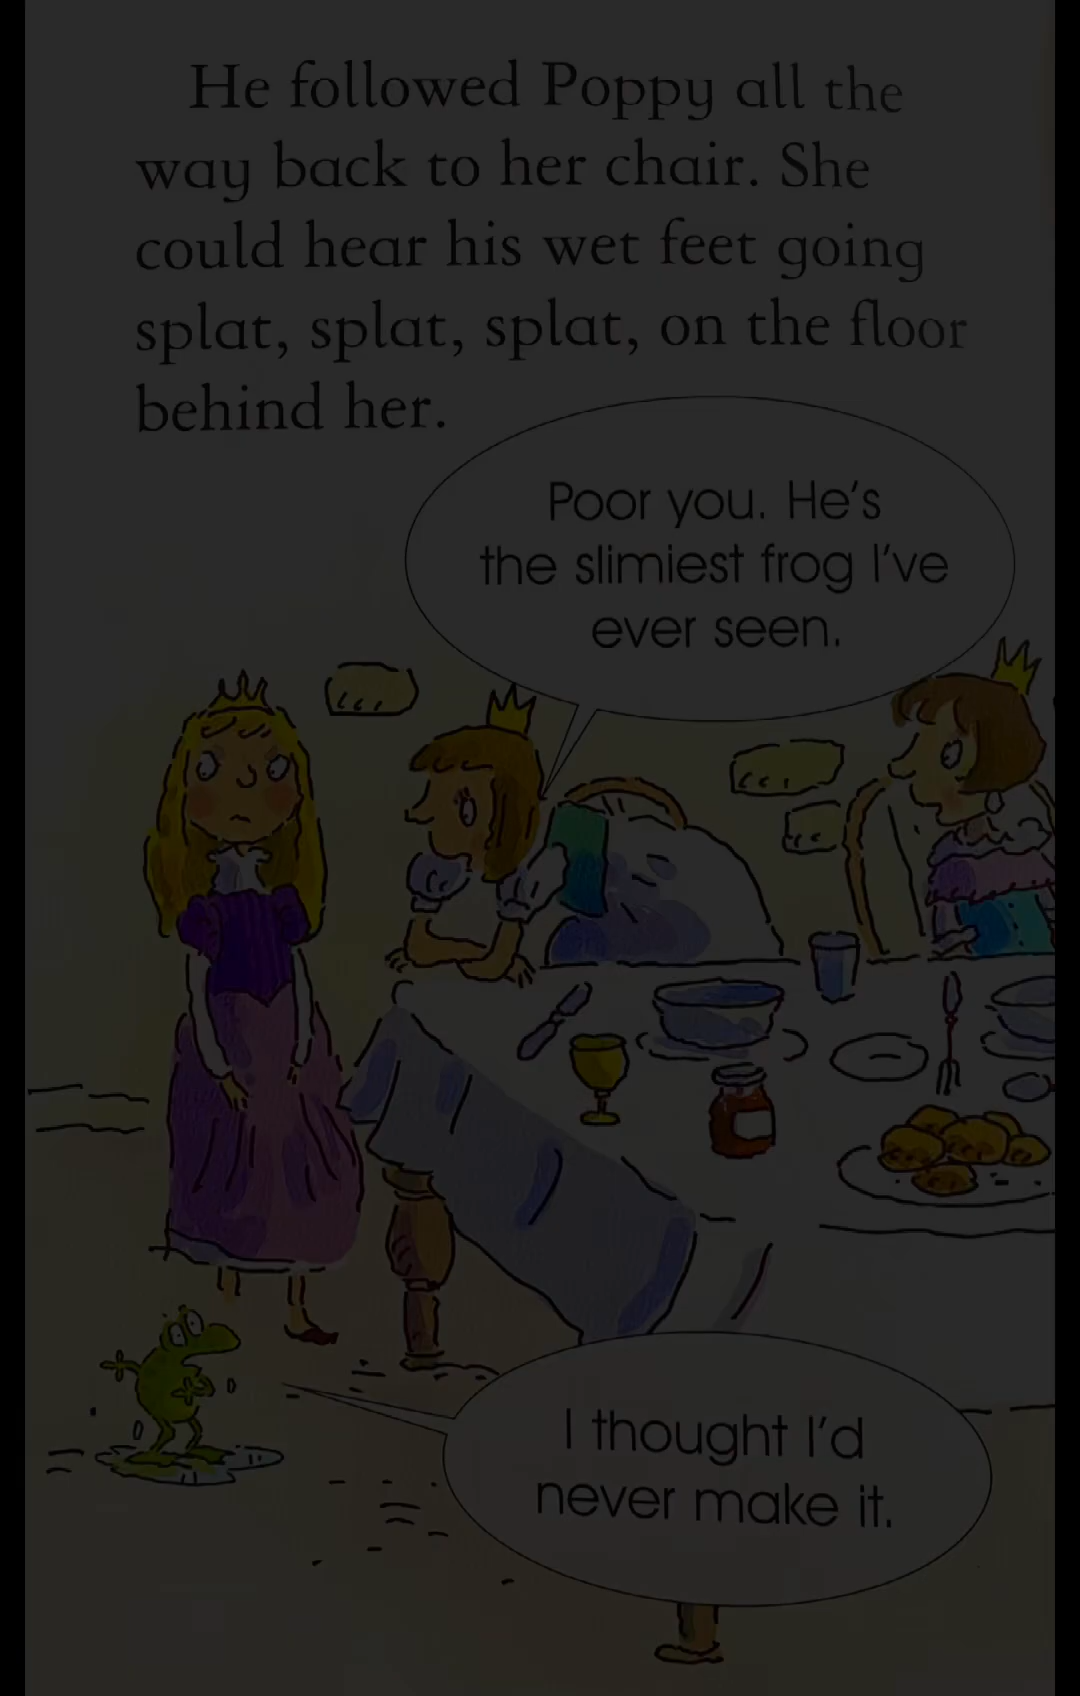 He followed Poppy all the
way back to her chair. She
could hear his wet feet going
splat, splat, splat, on the floor
behind her.
Poor you. He's
the slimiest frog I've
ever seen.
I thought I'd
never make it.